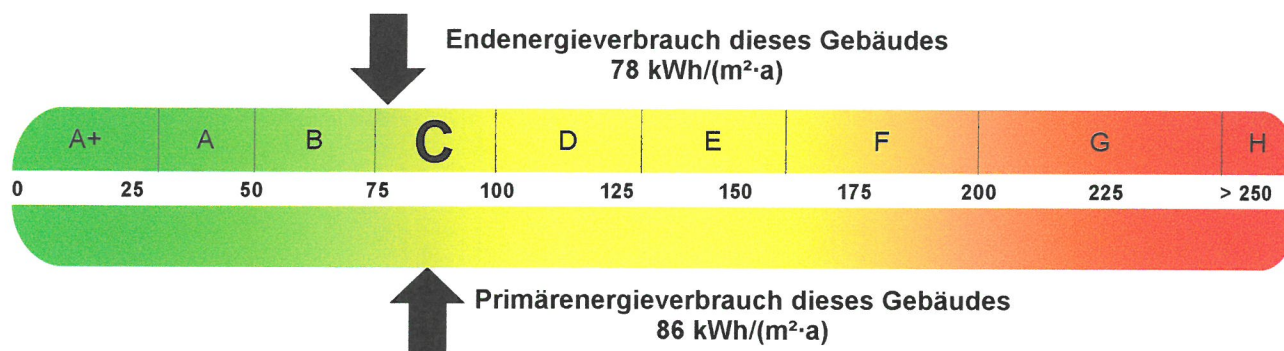 Endenergieverbrauch dieses Gebäudes
78 kWh/(m²·a)
A+ A B C D E F G H
0 25 50 75 100 125 150 175 200 225 > 250
Primärenergieverbrauch dieses Gebäudes
86 kWh/(m²·a)